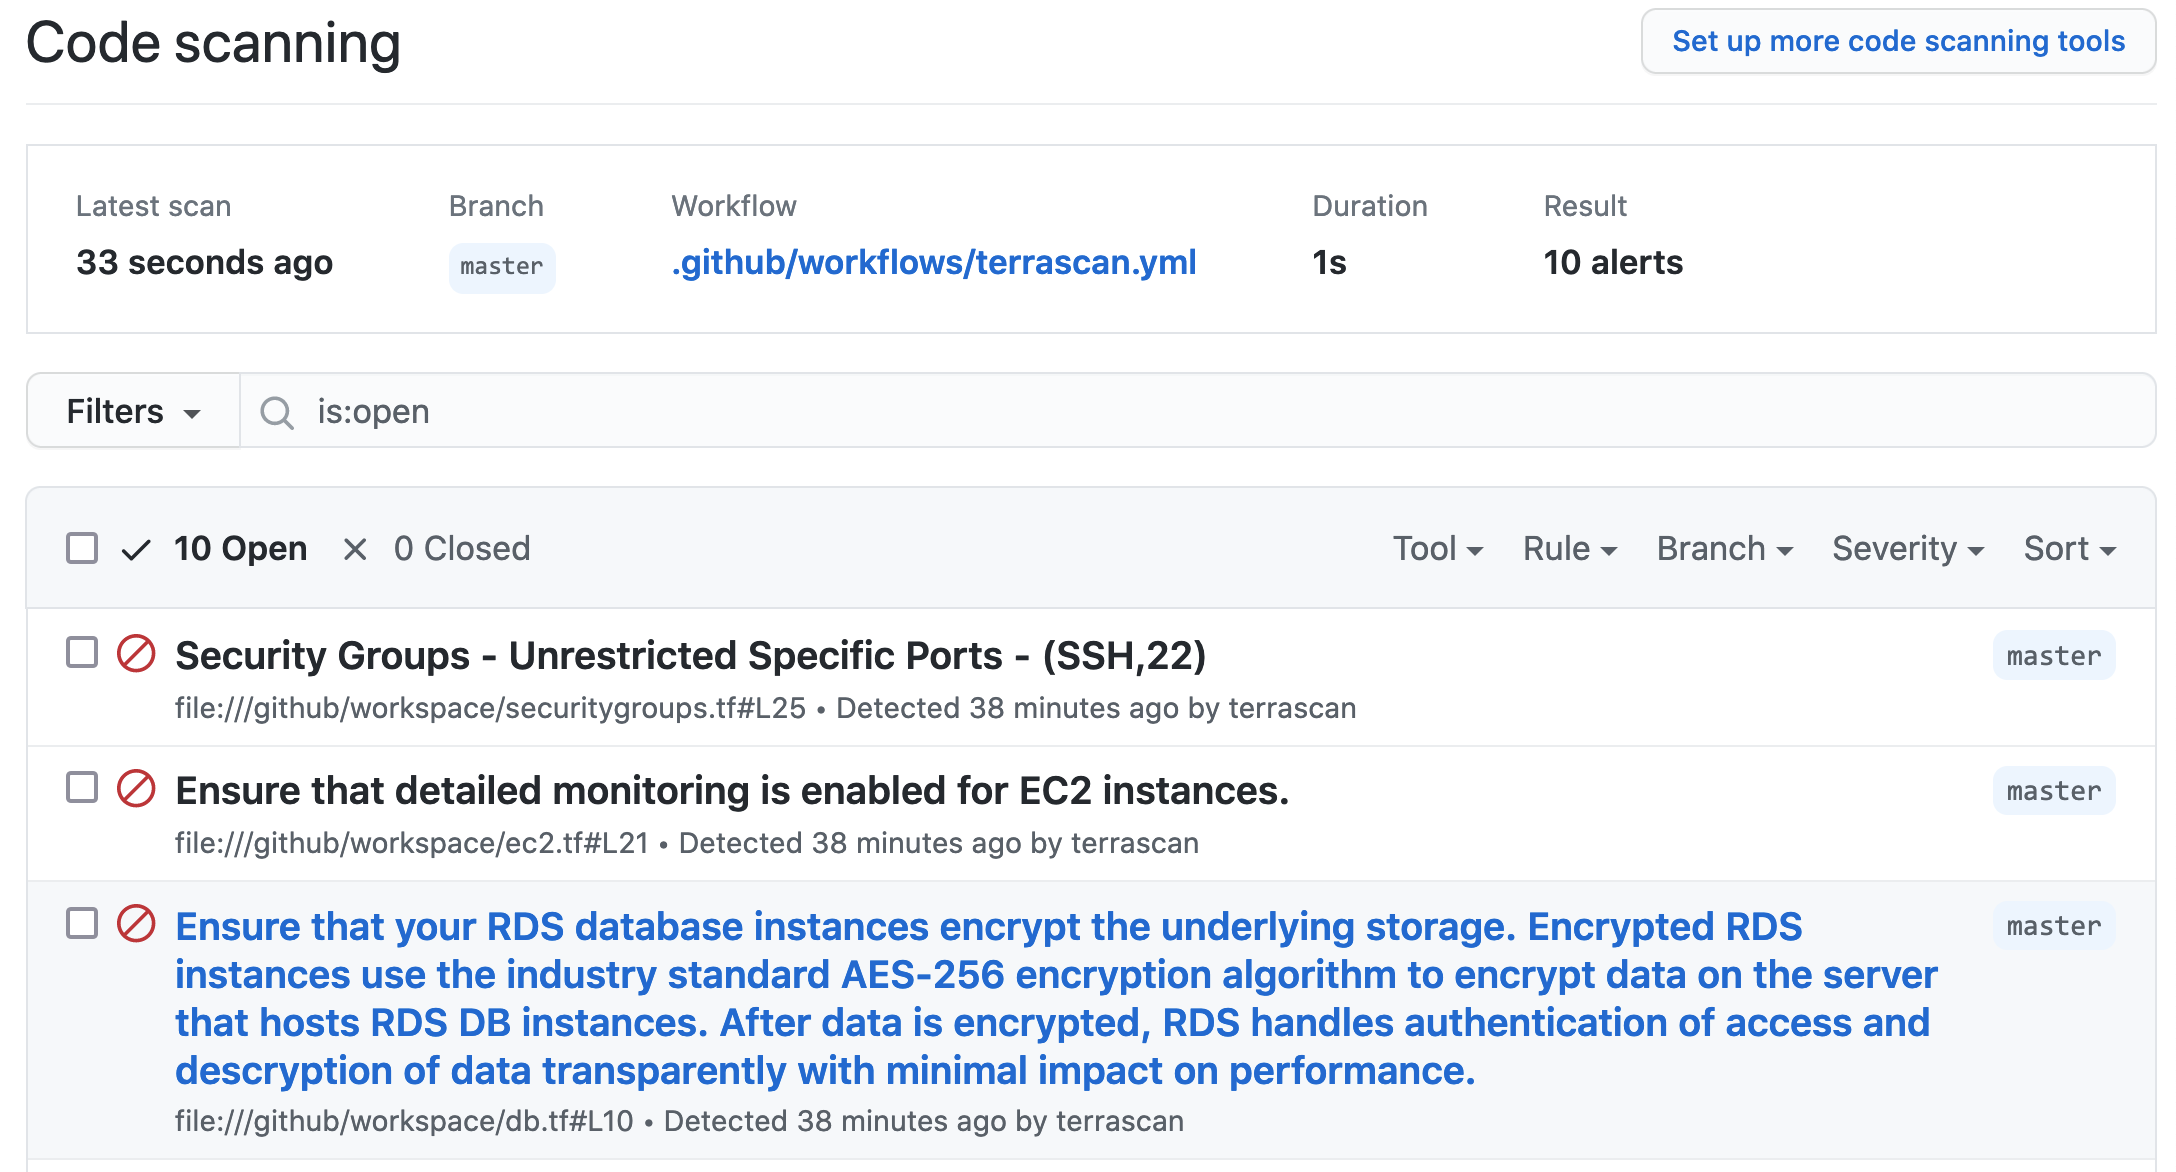 Code scanning
Set up more code scanning tools
Latest scan
Branch
Workflow
Duration
Result
33 seconds ago
master
.github/workflows/terrascan.yml
1s
10 alerts
Filters
is:open
10 Open
0 Closed
Tool
Rule
Branch
Severity
Sort
Security Groups - Unrestricted Specific Ports - (SSH,22)
master
file:///github/workspace/securitygroups.tf#L25 • Detected 38 minutes ago by terrascan
Ensure that detailed monitoring is enabled for EC2 instances.
master
file:///github/workspace/ec2.tf#L21 • Detected 38 minutes ago by terrascan
Ensure that your RDS database instances encrypt the underlying storage. Encrypted RDS
master
instances use the industry standard AES-256 encryption algorithm to encrypt data on the server
that hosts RDS DB instances. After data is encrypted, RDS handles authentication of access and
descryption of data transparently with minimal impact on performance.
file:///github/workspace/db.tf#L10 • Detected 38 minutes ago by terrascan